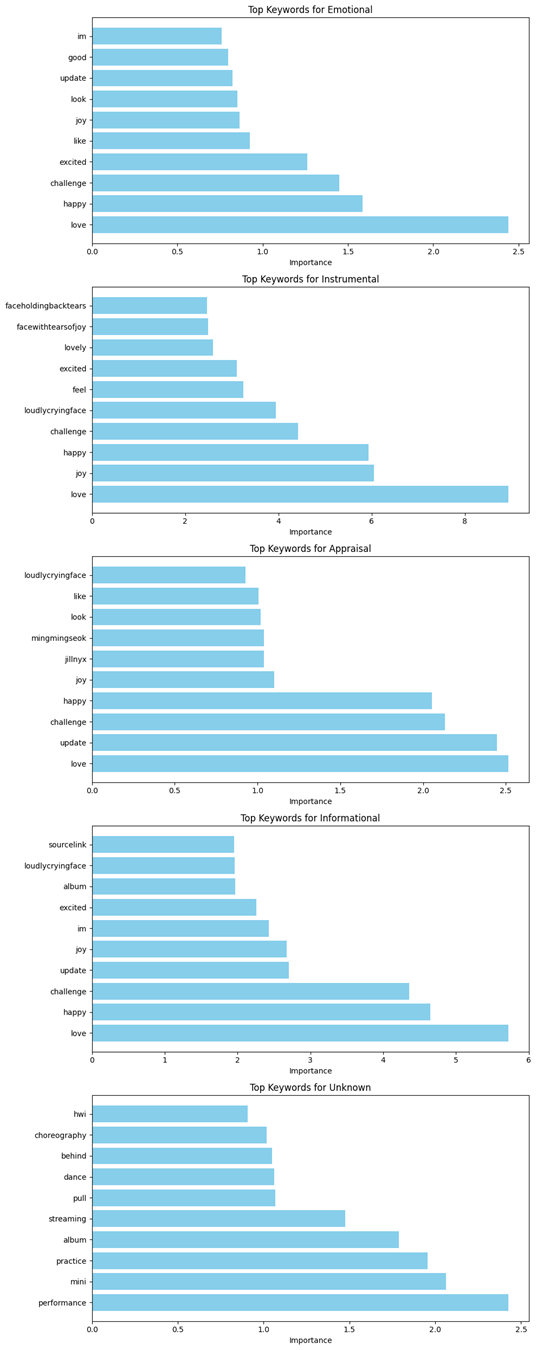 Top Keywords for Emotional
im
good
update
look
joy
like
excited
challenge
happy
love
0.0 0.5 1.0 1.5 2.0 2.5
Importance
Top Keywords for Instrumental
faceholdingbacktears
facewithtearsofjoy
lovely
excited
feel
loudlycryingface
challenge
happy
joy
love
0 2 4 6 8
Importance
Top Keywords for Appraisal
loudlycryingface
like
look
mingmingseok
jillnyx
joy
happy
challenge
update
love
0.0 0.5 1.0 1.5 2.0 2.5
Importance
Top Keywords for Informational
sourcelink
loudlycryingface
album
excited
im
joy
update
challenge
happy
love
0 1 2 3 4 5 6
Importance
Top Keywords for Unknown
hwi
choreography
behind
dance
pull
streaming
album
practice
mini
performance
0.0 0.5 1.0 1.5 2.0 2.5
Importance